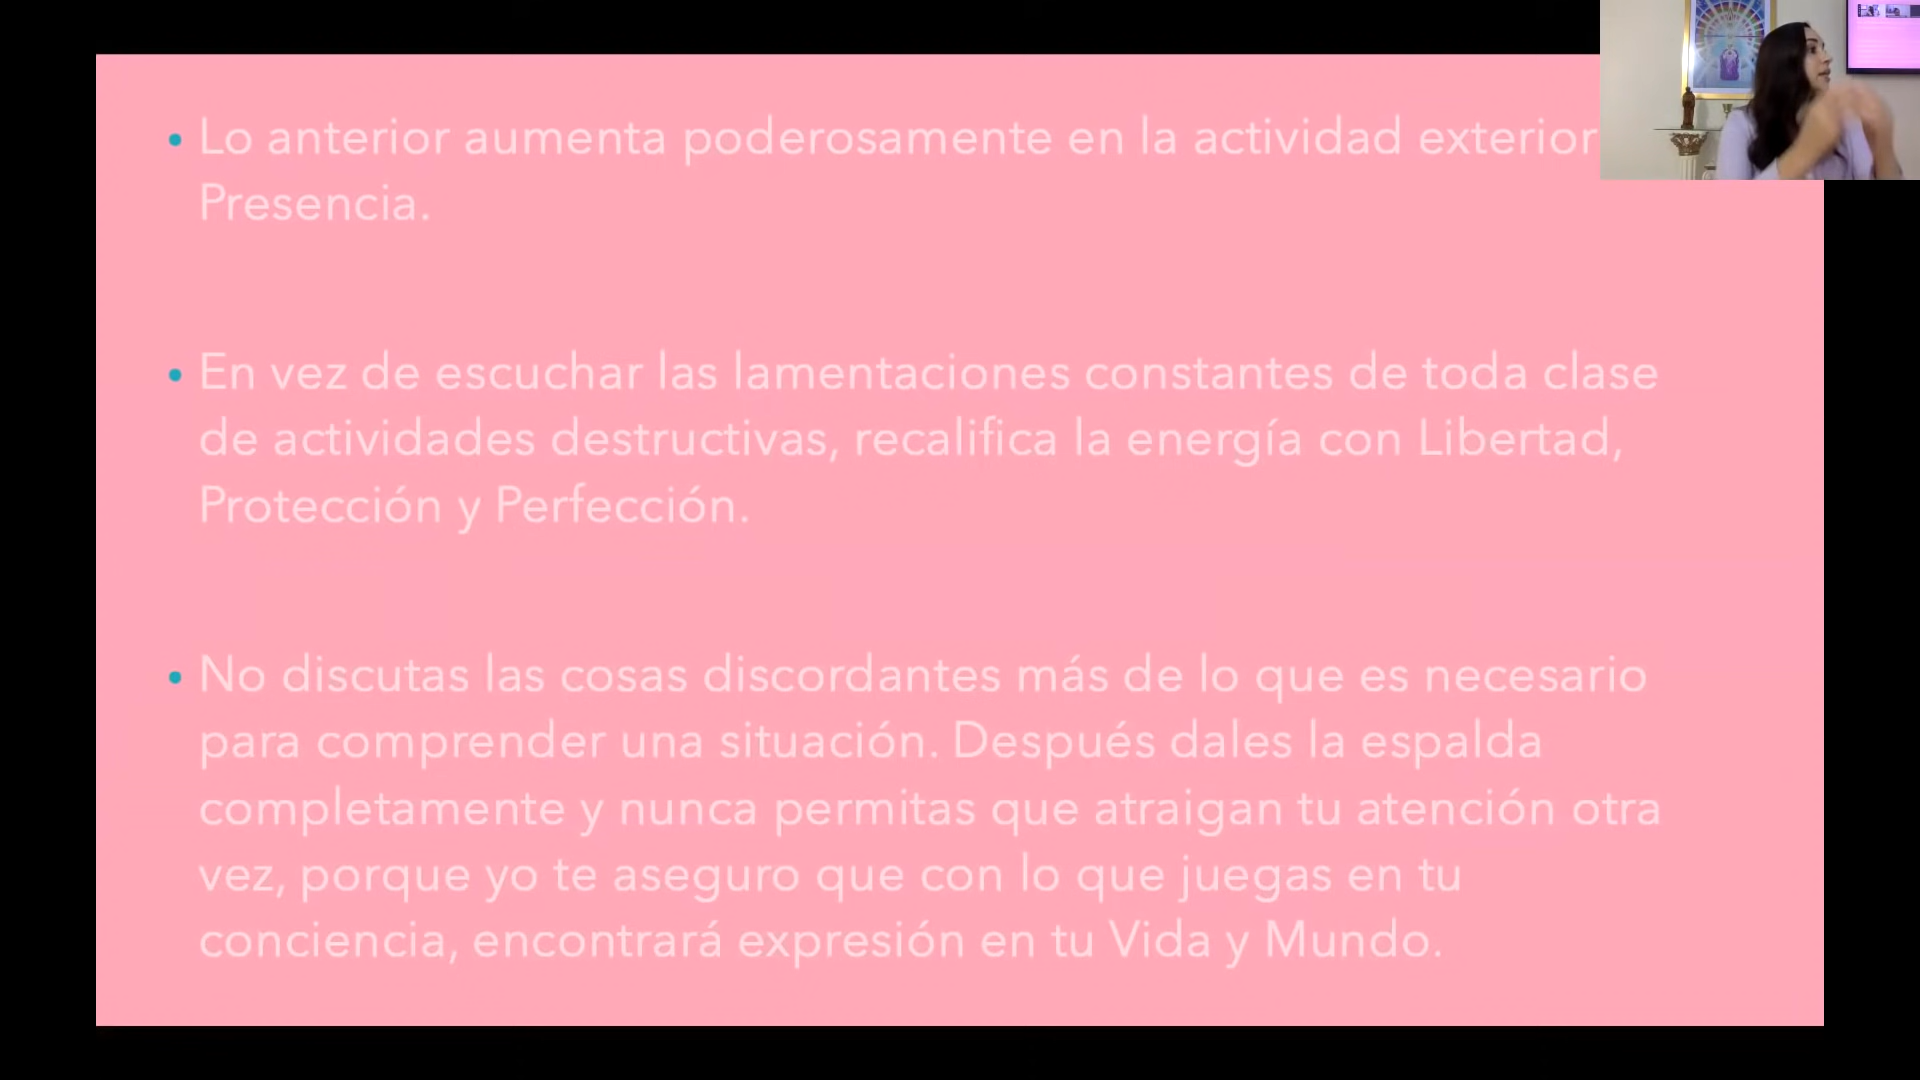 • Lo anterior aumenta poderosamente en la actividad exterior
Presencia.
• En vez de escuchar las lamentaciones constantes de toda clase
de actividades destructivas, recalifica la energía con Libertad,
Protección y Perfección.
• No discutas las cosas discordantes más de lo que es necesario
para comprender una situación. Después dales la espalda
completamente y nunca permitas que atraigan tu atención otra
vez, porque yo te aseguro que con lo que juegas en tu
conciencia, encontrará expresión en tu Vida y Mundo.